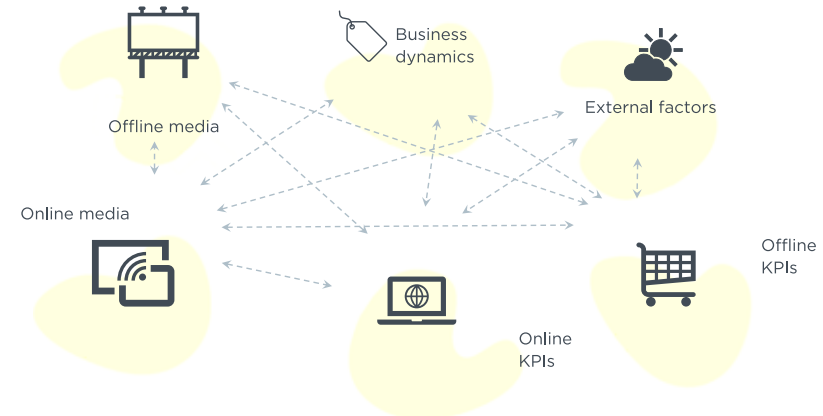 Business
dynamics
External factors
Offline media
Online media
Offline
KPIs
Online
KPIs